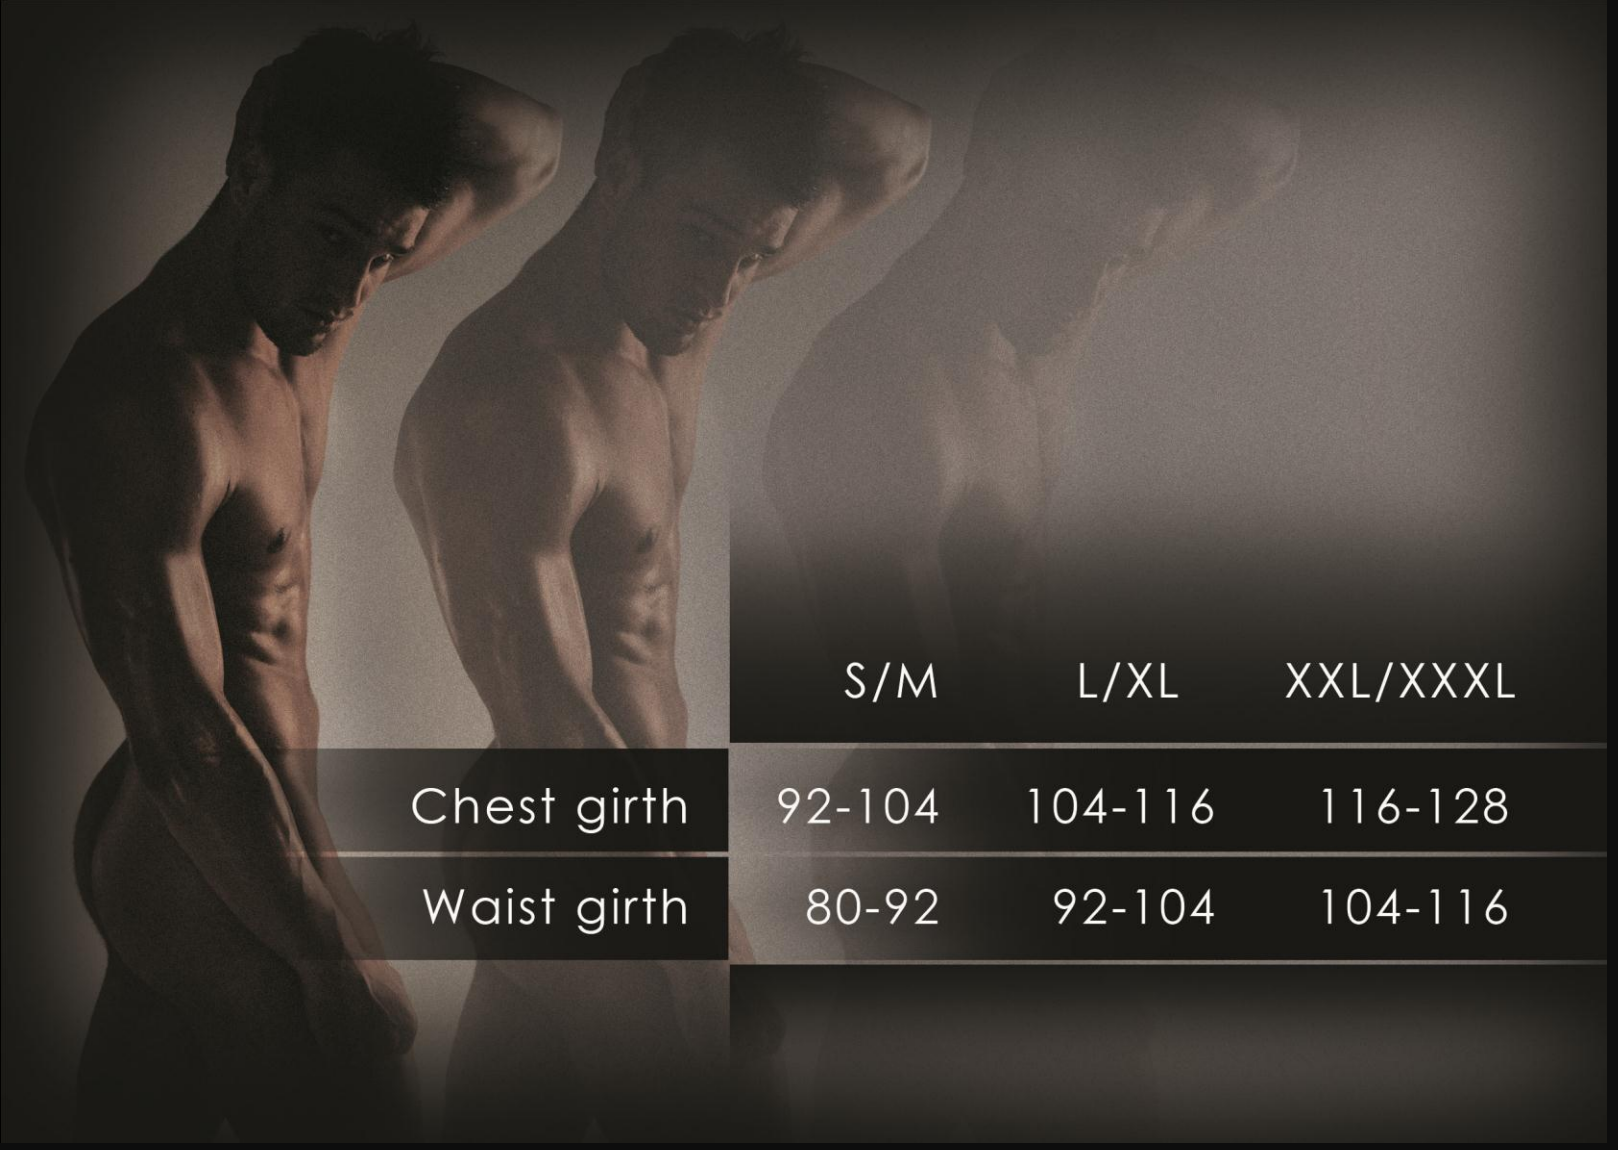 S/M L/XL XXL/XXXL
Chest girth 92-104 104-116 116-128
Waist girth 80-92 92-104 104-116